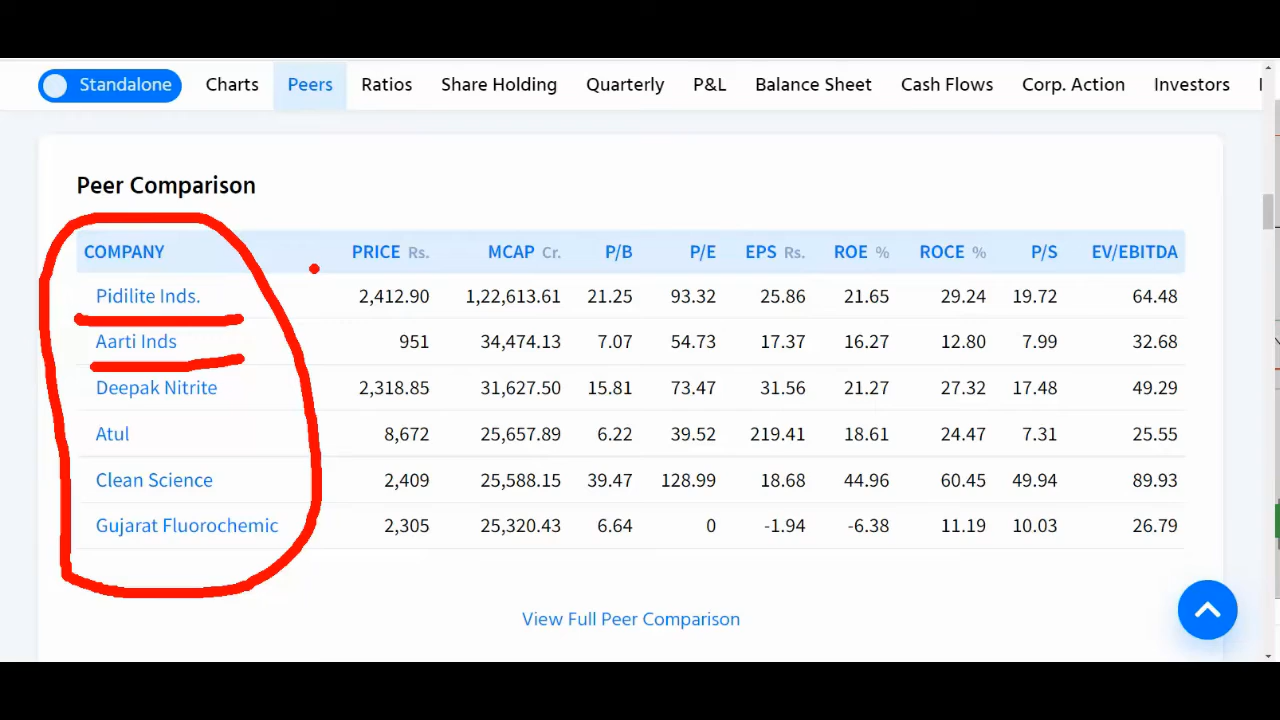 Standalone Charts Peers Ratios Share Holding Quarterly P&L Balance Sheet Cash Flows Corp. Action Investors
Peer Comparison
COMPANY PRICE Rs. MCAP Cr. P/B P/E EPS Rs. ROE % ROCE % P/S EV/EBITDA
Pidilite Inds. 2,412.90 1,22,613.61 21.25 93.32 25.86 21.65 29.24 19.72 64.48
Aarti Inds 951 34,474.13 7.07 54.73 17.37 16.27 12.80 7.99 32.68
Deepak Nitrite 2,318.85 31,627.50 15.81 73.47 31.56 21.27 27.32 17.48 49.29
Atul 8,672 25,657.89 6.22 39.52 219.41 18.61 24.47 7.31 25.55
Clean Science 2,409 25,588.15 39.47 128.99 18.68 44.96 60.45 49.94 89.93
Gujarat Fluorochemic 2,305 25,320.43 6.64 0 -1.94 -6.38 11.19 10.03 26.79
View Full Peer Comparison